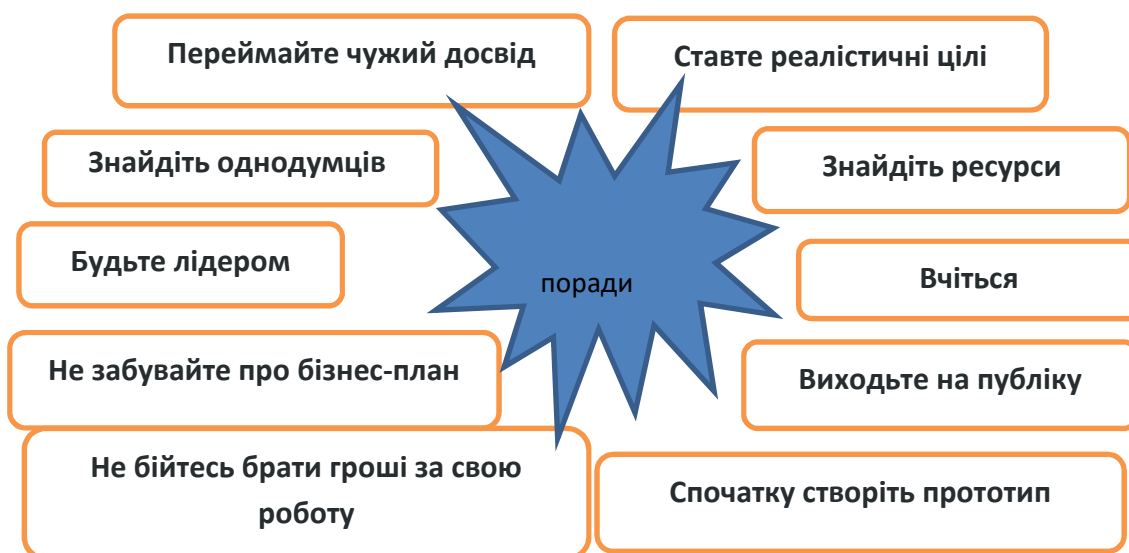 Переймайте чужий досвід
Ставте реалістичні цілі
Знайдіть однодумців
Знайдіть ресурси
Будьте лідером
Вчіться
поради
Не забувайте про бізнес-план
Виходьте на публіку
Не бійтесь брати гроші за свою
роботу
Спочатку створіть прототип